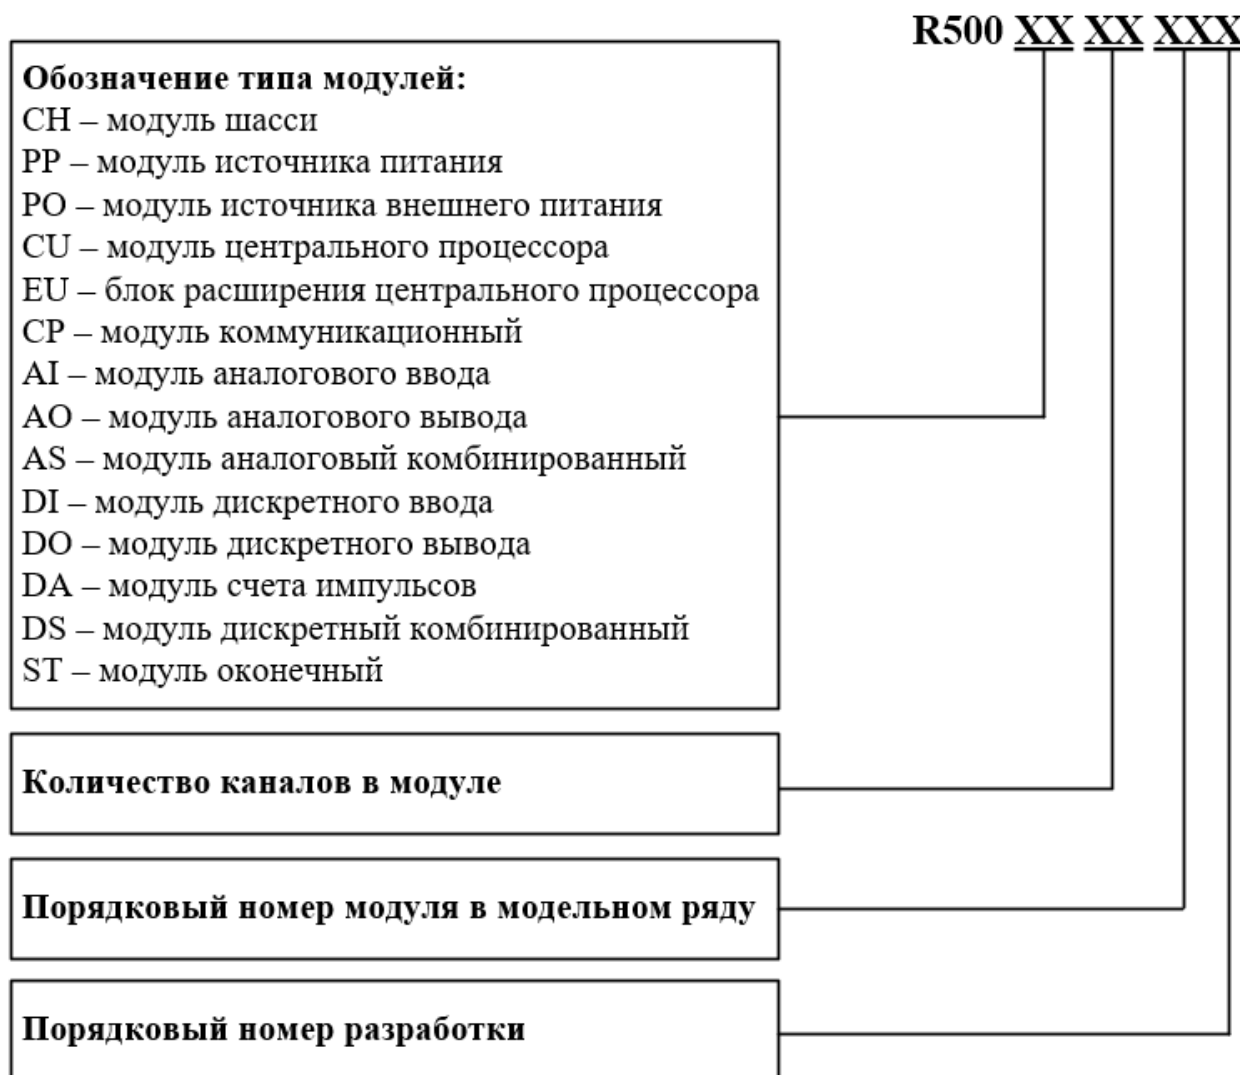 R500 XX XX XXX
Обозначение типа модулей:
CH – модуль шасси
PP – модуль источника питания
PO – модуль источника внешнего питания
CU – модуль центрального процессора
EU – блок расширения центрального процессора
CP – модуль коммуникационный
AI – модуль аналогового ввода
AO – модуль аналогового вывода
AS – модуль аналоговый комбинированный
DI – модуль дискретного ввода
DO – модуль дискретного вывода
DA – модуль счета импульсов
DS – модуль дискретный комбинированный
ST – модуль оконечный
Количество каналов в модуле
Порядковый номер модуля в модельном ряду
Порядковый номер разработки